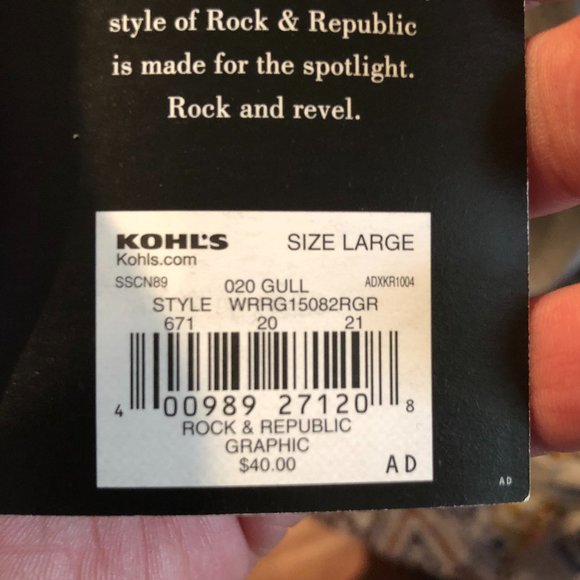 style of Rock & Republic
is made for the spotlight.
Rock and revel.
KOHL'S SIZE LARGE
Kohls.com
SSCN89 020 GULL ADXKR1004
STYLE WRRG15082RGR
671 20 21
4 00989 27120 8
ROCK & REPUBLIC
GRAPHIC
$40.00 AD
AD